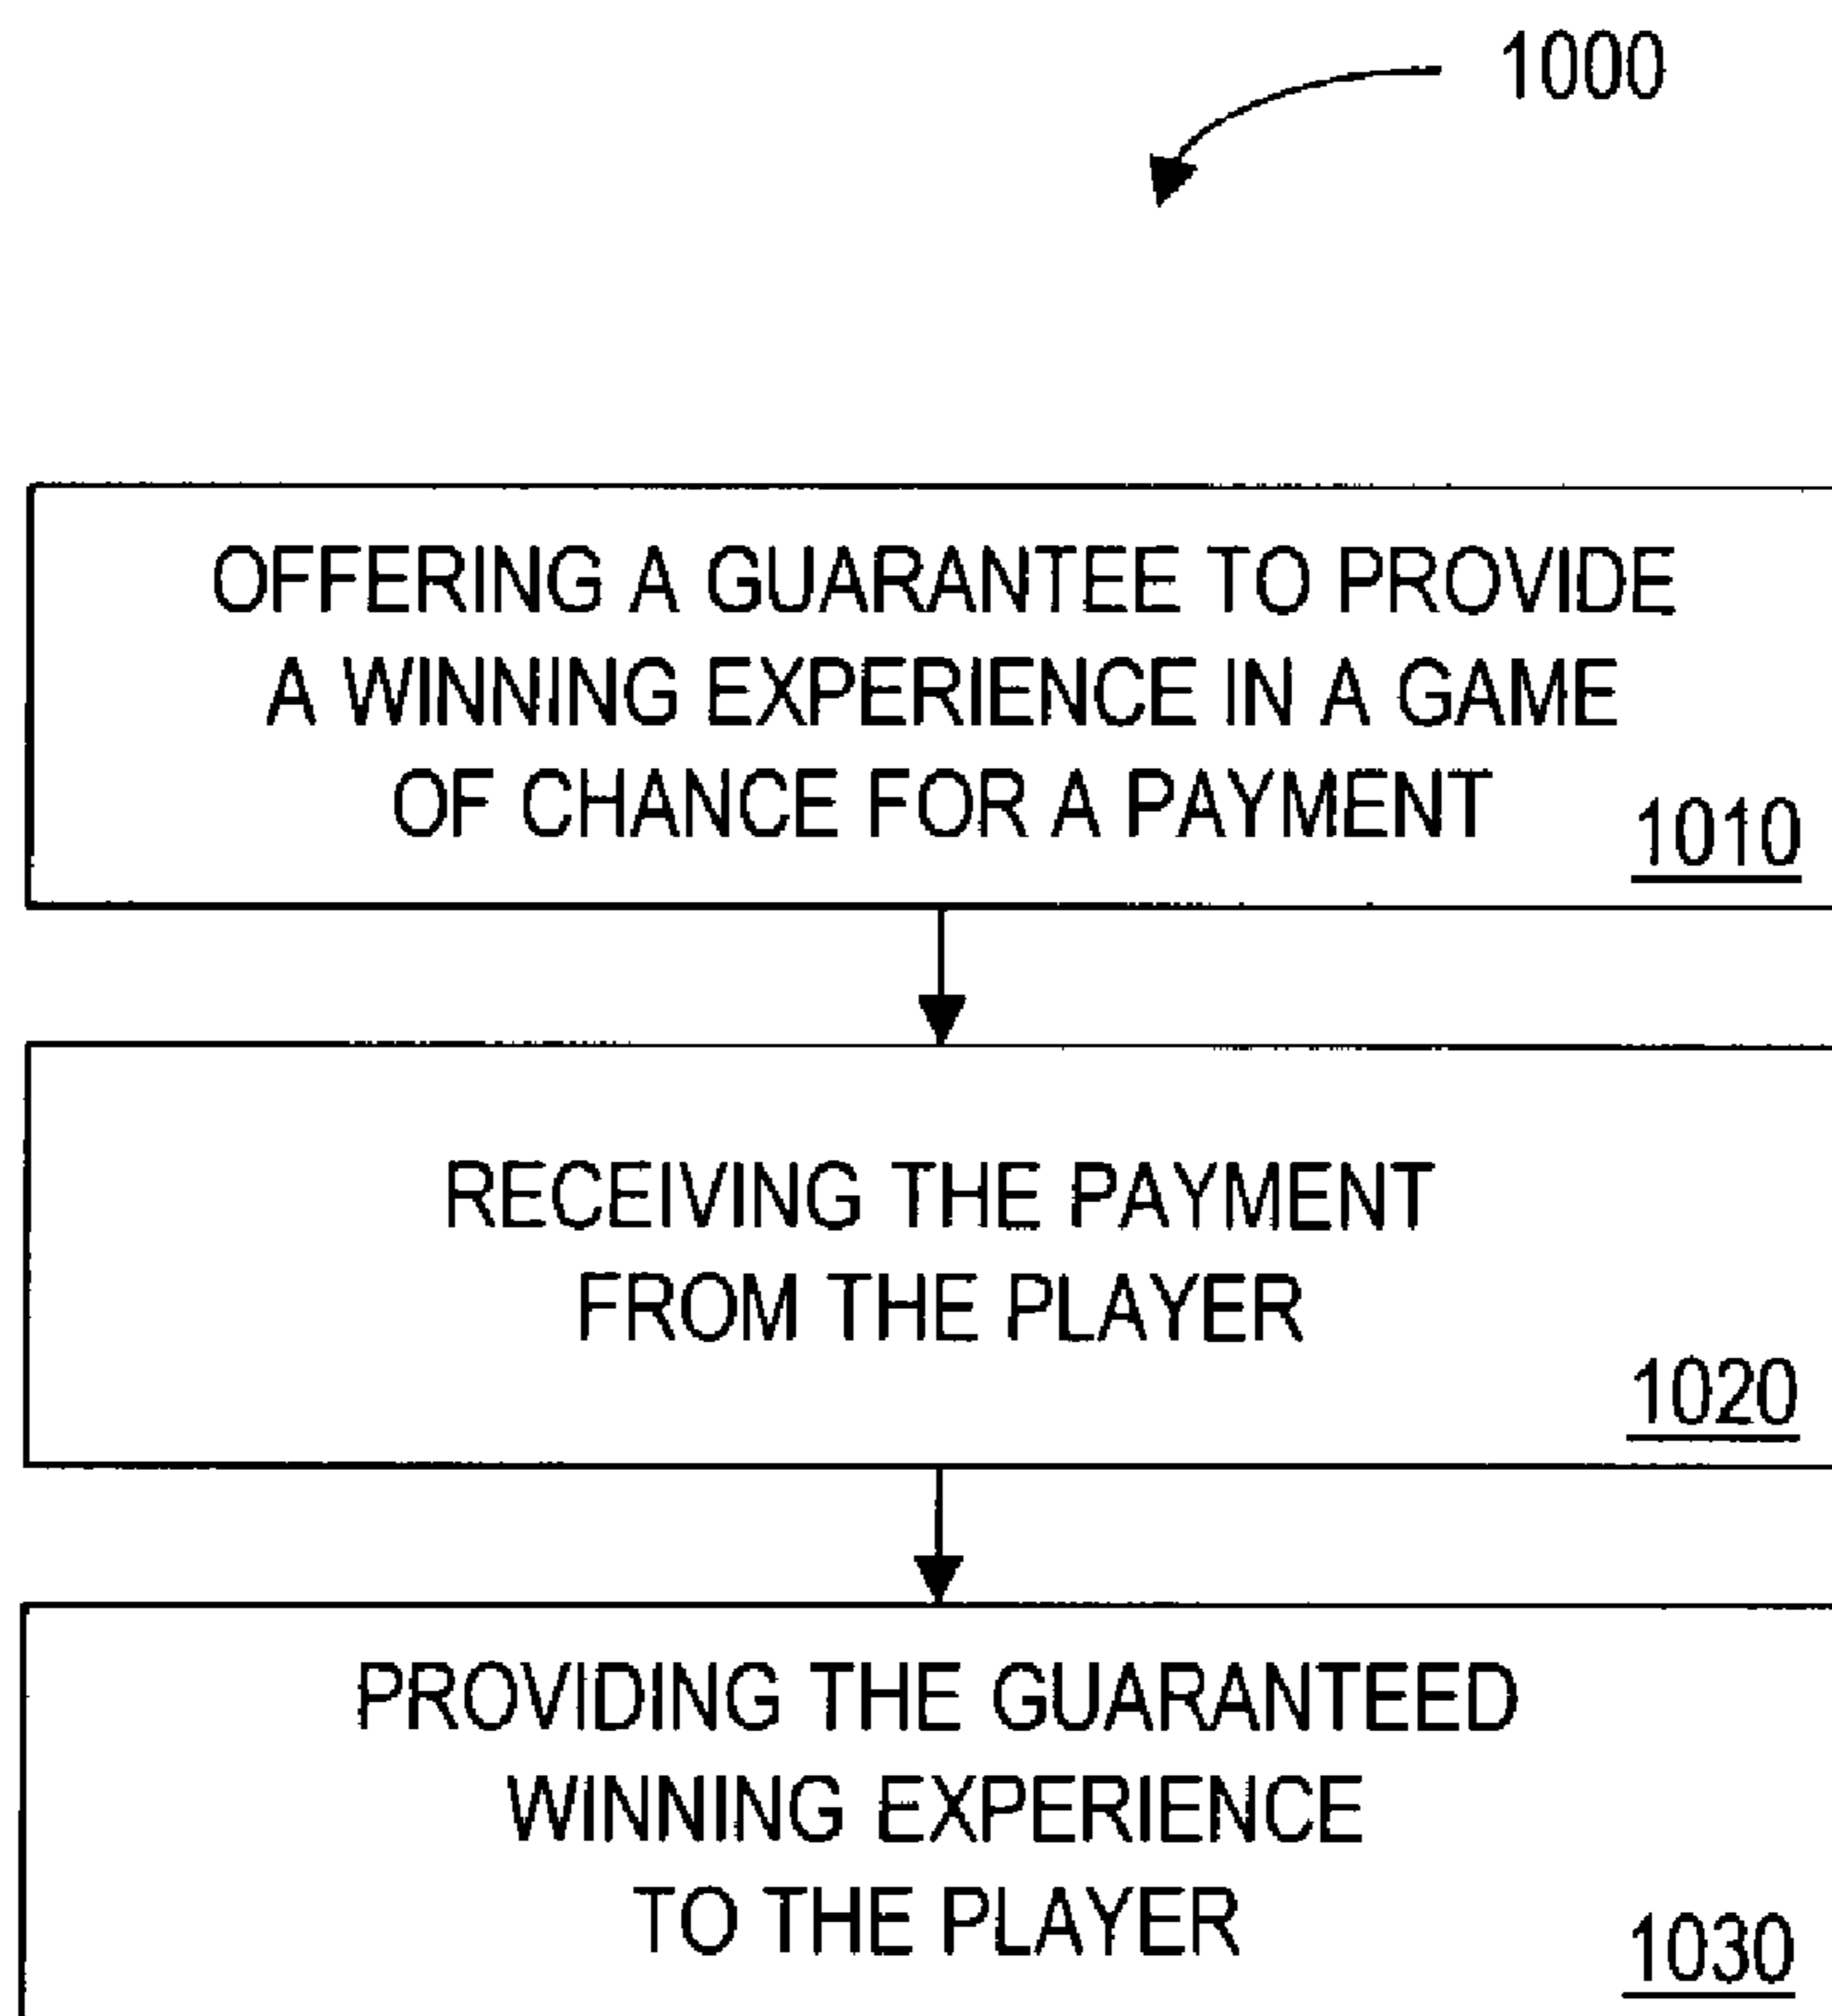 1000
OFFERING A GUARANTEE TO PROVIDE
A WINNING EXPERIENCE IN A GAME
OF CHANCE FOR A PAYMENT
1010
RECEIVING THE PAYMENT
FROM THE PLAYER
1020
PROVIDING THE GUARANTEED
WINNING EXPERIENCE
TO THE PLAYER
1030